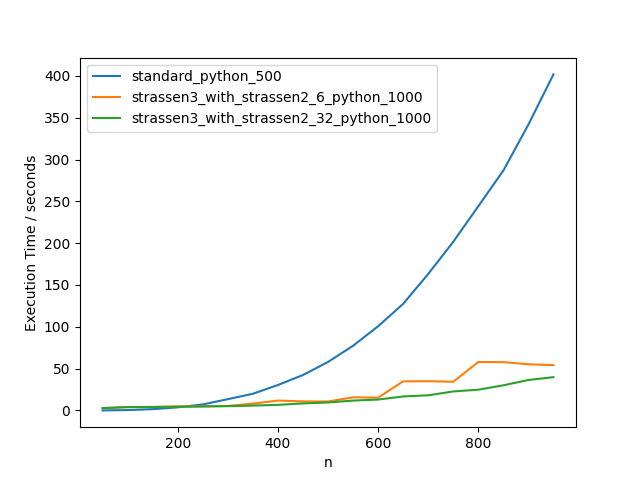 standard_python_500
strassen3_with_strassen2_6_python_1000
strassen3_with_strassen2_32_python_1000
400
350
300
250
200
150
100
50
0
Execution Time / seconds
200
400
600
800
n